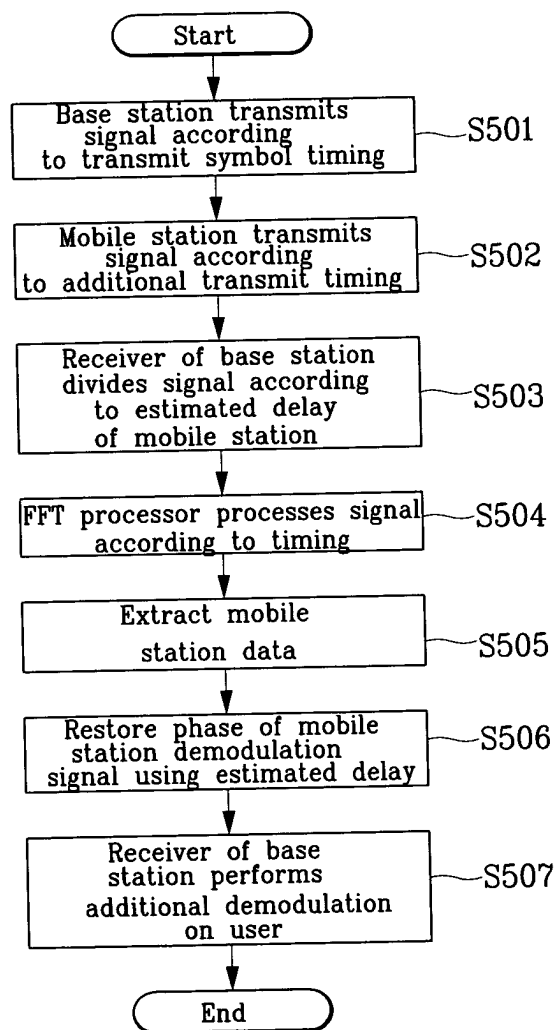 Start
Base station transmits
signal according
to transmit symbol timing
S501
Mobile station transmits
signal according
to additional transmit timing
S502
Receiver of base station
divides signal according
to estimated delay
of mobile station
S503
FFT processor processes signal
according to timing
S504
Extract mobile
station data
S505
Restore phase of mobile
station demodulation
signal using estimated delay
S506
Receiver of base
station performs
additional demodulation
on user
S507
End